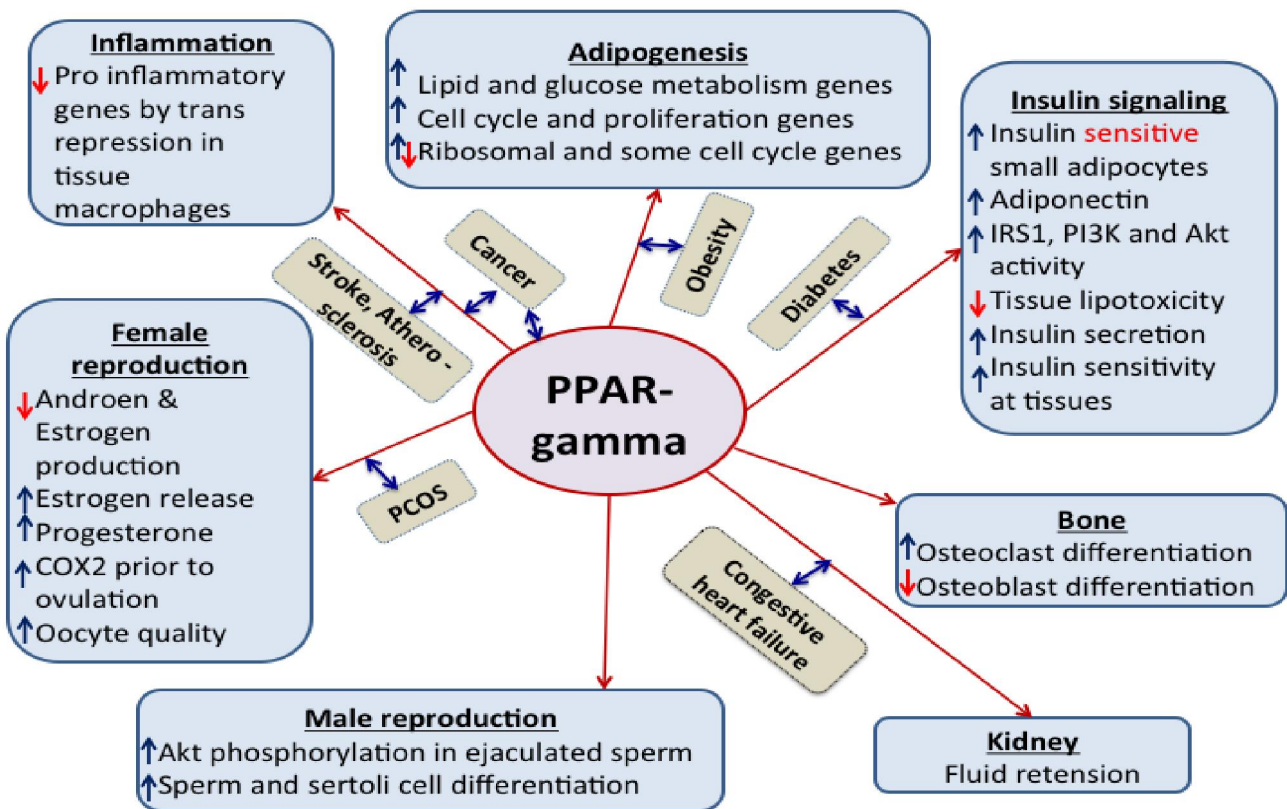 Inflammation
↓ Pro inflammatory
genes by trans
repression in
tissue
macrophages
Adipogenesis
↑ Lipid and glucose metabolism genes
↑ Cell cycle and proliferation genes
↑↓ Ribosomal and some cell cycle genes
Insulin signaling
↑ Insulin sensitive
small adipocytes
↑ Adiponectin
↑ IRS1, PI3K and Akt
activity
↓ Tissue lipotoxicity
↑ Insulin secretion
↑ Insulin sensitivity
at tissues
Stroke, Athero -
sclerosis
Cancer
Obesity
Diabetes
PPAR-
gamma
Female
reproduction
↓ Androen &
Estrogen
production
↑ Estrogen release
↑ Progesterone
↑ COX2 prior to
ovulation
↑ Oocyte quality
PCOS
Congestive
heart failure
Bone
↑ Osteoclast differentiation
↓ Osteoblast differentiation
Male reproduction
↑ Akt phosphorylation in ejaculated sperm
↑ Sperm and sertoli cell differentiation
Kidney
Fluid retention